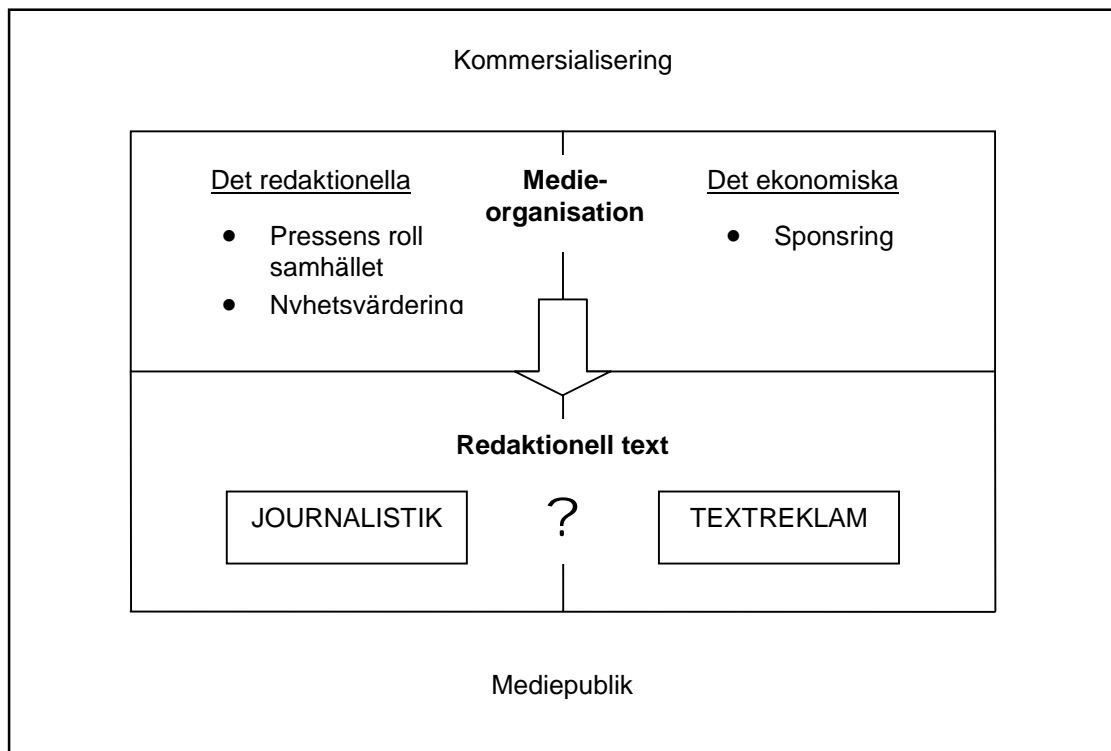 Kommersialisering
Det redaktionella
Medie-
organisation
Det ekonomiska
● Pressens roll
samhället
● Nyhetsvärdering
● Sponsring
Redaktionell text
JOURNALISTIK
?
TEXTREKLAM
Mediepublik